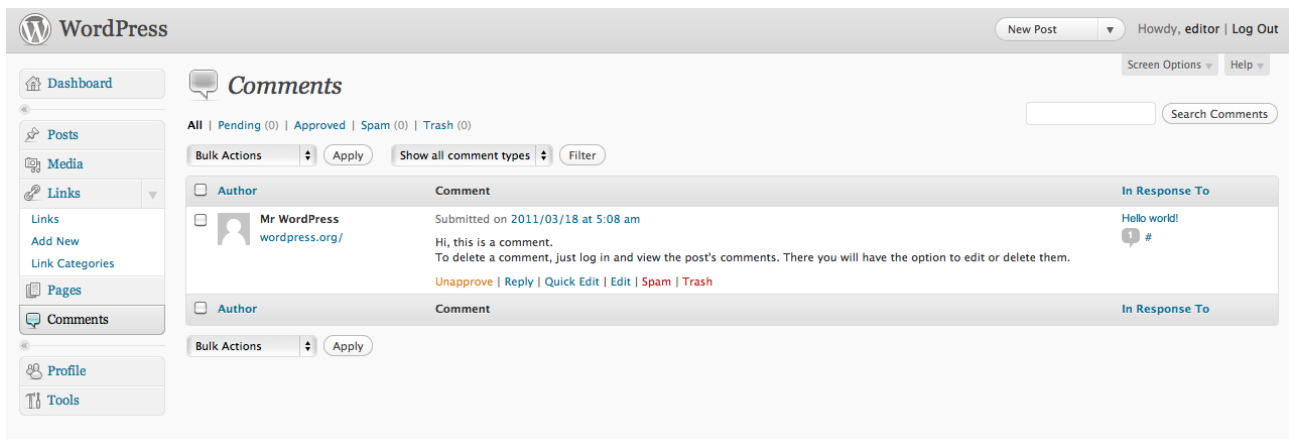 WordPress
New Post
Howdy, editor | Log Out
Screen Options
Help
Dashboard
Posts
Media
Links
Links
Add New
Link Categories
Pages
Comments
Profile
Tools
Comments
Search Comments
All | Pending (0) | Approved | Spam (0) | Trash (0)
Bulk Actions
Apply
Show all comment types
Filter
Author
Comment
In Response To
Mr WordPress
wordpress.org/
Submitted on 2011/03/18 at 5:08 am
Hi, this is a comment.
To delete a comment, just log in and view the post's comments. There you will have the option to edit or delete them.
Unapprove | Reply | Quick Edit | Edit | Spam | Trash
Hello world!
1 #
Author
Comment
In Response To
Bulk Actions
Apply